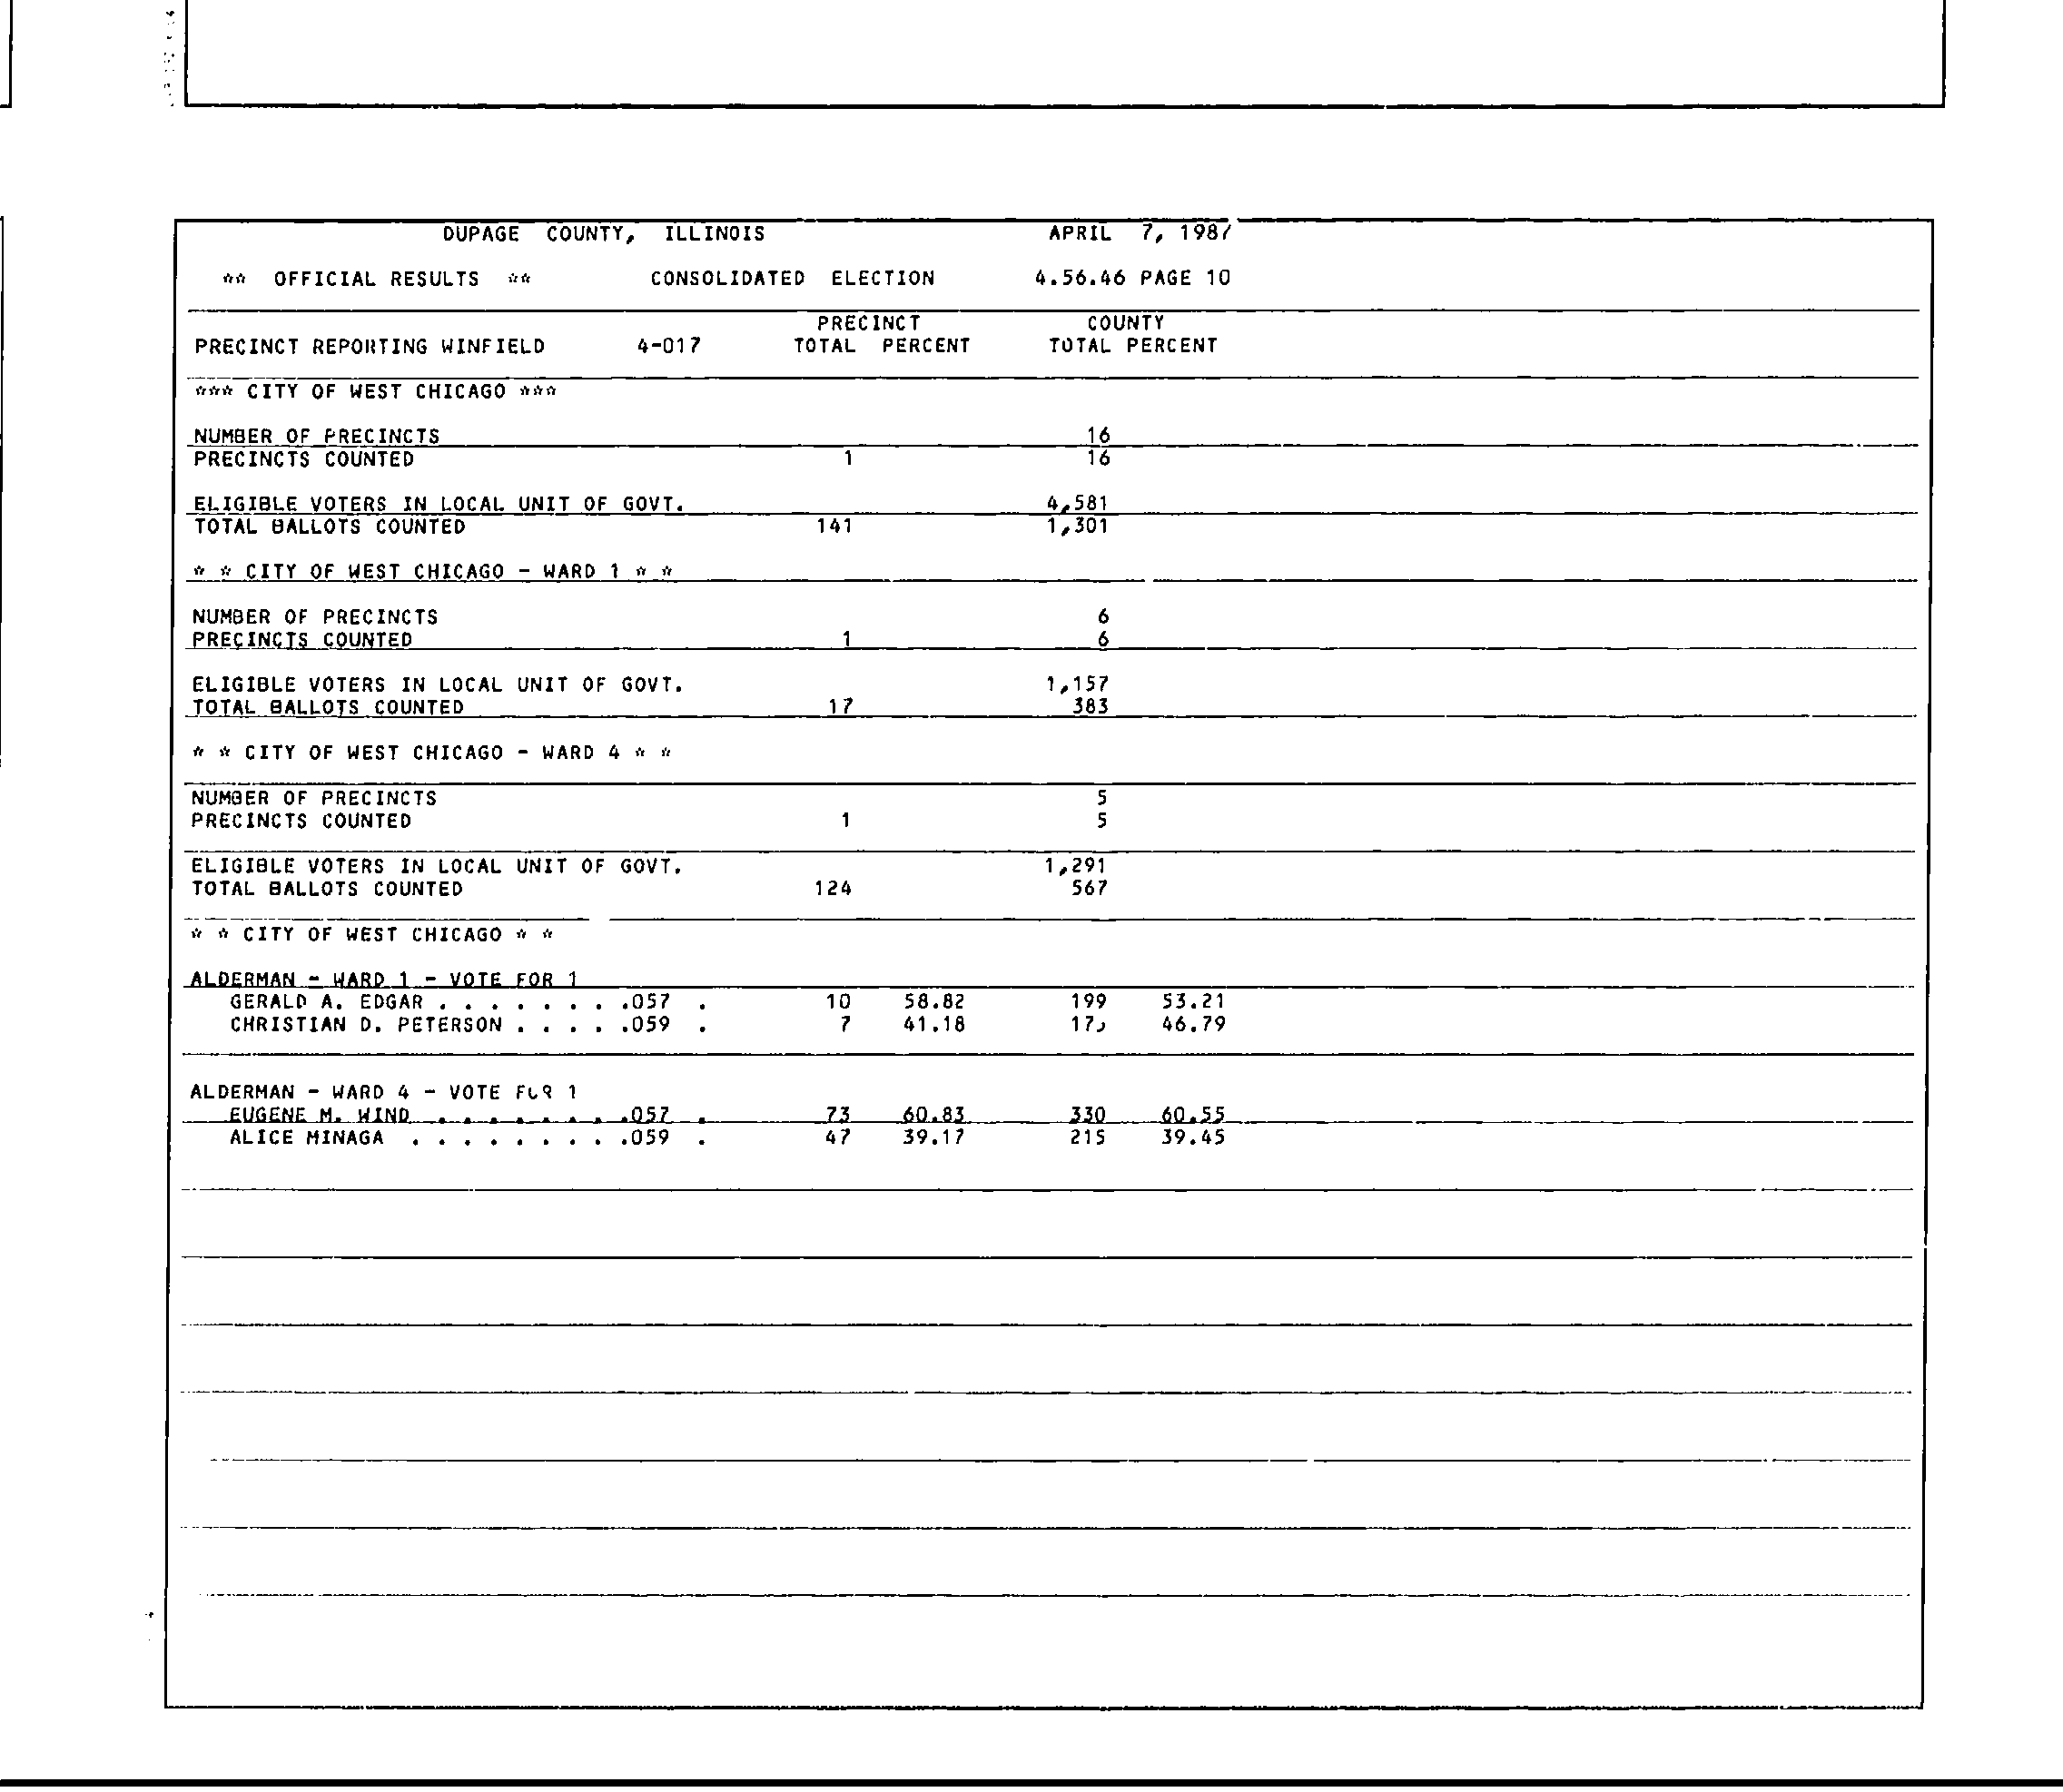 DUPAGE COUNTY, ILLINOIS APRIL 7, 1987
** OFFICIAL RESULTS ** CONSOLIDATED ELECTION 4.56.46 PAGE 10
PRECINCT COUNTY
PRECINCT REPORTING WINFIELD 4-017 TOTAL PERCENT TOTAL PERCENT
*** CITY OF WEST CHICAGO ***
NUMBER OF PRECINCTS 16
PRECINCTS COUNTED 1 16
ELIGIBLE VOTERS IN LOCAL UNIT OF GOVT. 4,581
TOTAL BALLOTS COUNTED 141 1,301
* * CITY OF WEST CHICAGO - WARD 1 * *
NUMBER OF PRECINCTS 6
PRECINCTS COUNTED 1 6
ELIGIBLE VOTERS IN LOCAL UNIT OF GOVT. 1,157
TOTAL BALLOTS COUNTED 17 383
* * CITY OF WEST CHICAGO - WARD 4 * *
NUMBER OF PRECINCTS 5
PRECINCTS COUNTED 1 5
ELIGIBLE VOTERS IN LOCAL UNIT OF GOVT. 1,291
TOTAL BALLOTS COUNTED 124 567
* * CITY OF WEST CHICAGO * *
ALDERMAN - WARD 1 - VOTE FOR 1
GERALD A. EDGAR . . . . . . . .057 . 10 58.82 199 53.21
CHRISTIAN D. PETERSON . . . . .059 . 7 41.18 46.79
ALDERMAN - WARD 4 - VOTE FOR 1
EUGENE M. WIND . . . . . . . . .057 . 73 60.83 330 60.55
ALICE MINAGA . . . . . . . . .059 . 47 39.17 215 39.45